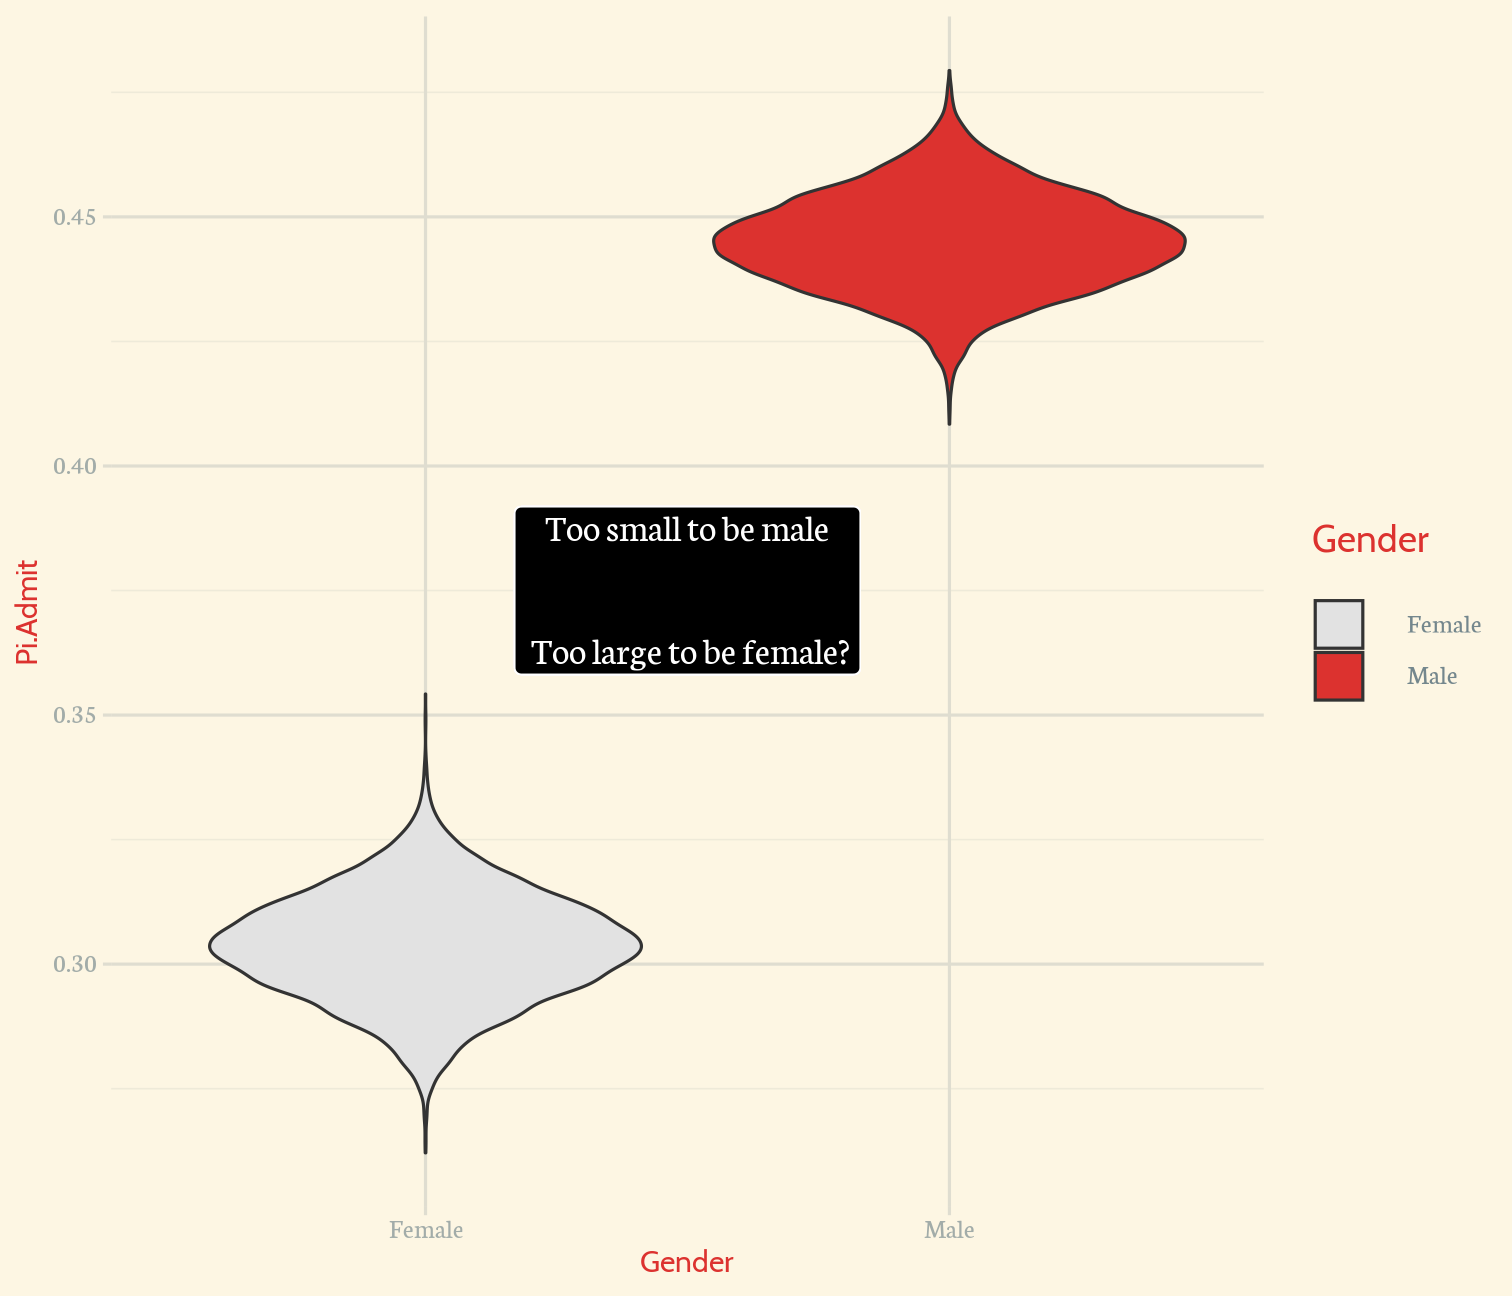 0.45
0.40
0.35
0.30
Pi.Admit
Too small to be male
Too large to be female?
Female
Male
Gender
Gender
Female
Male